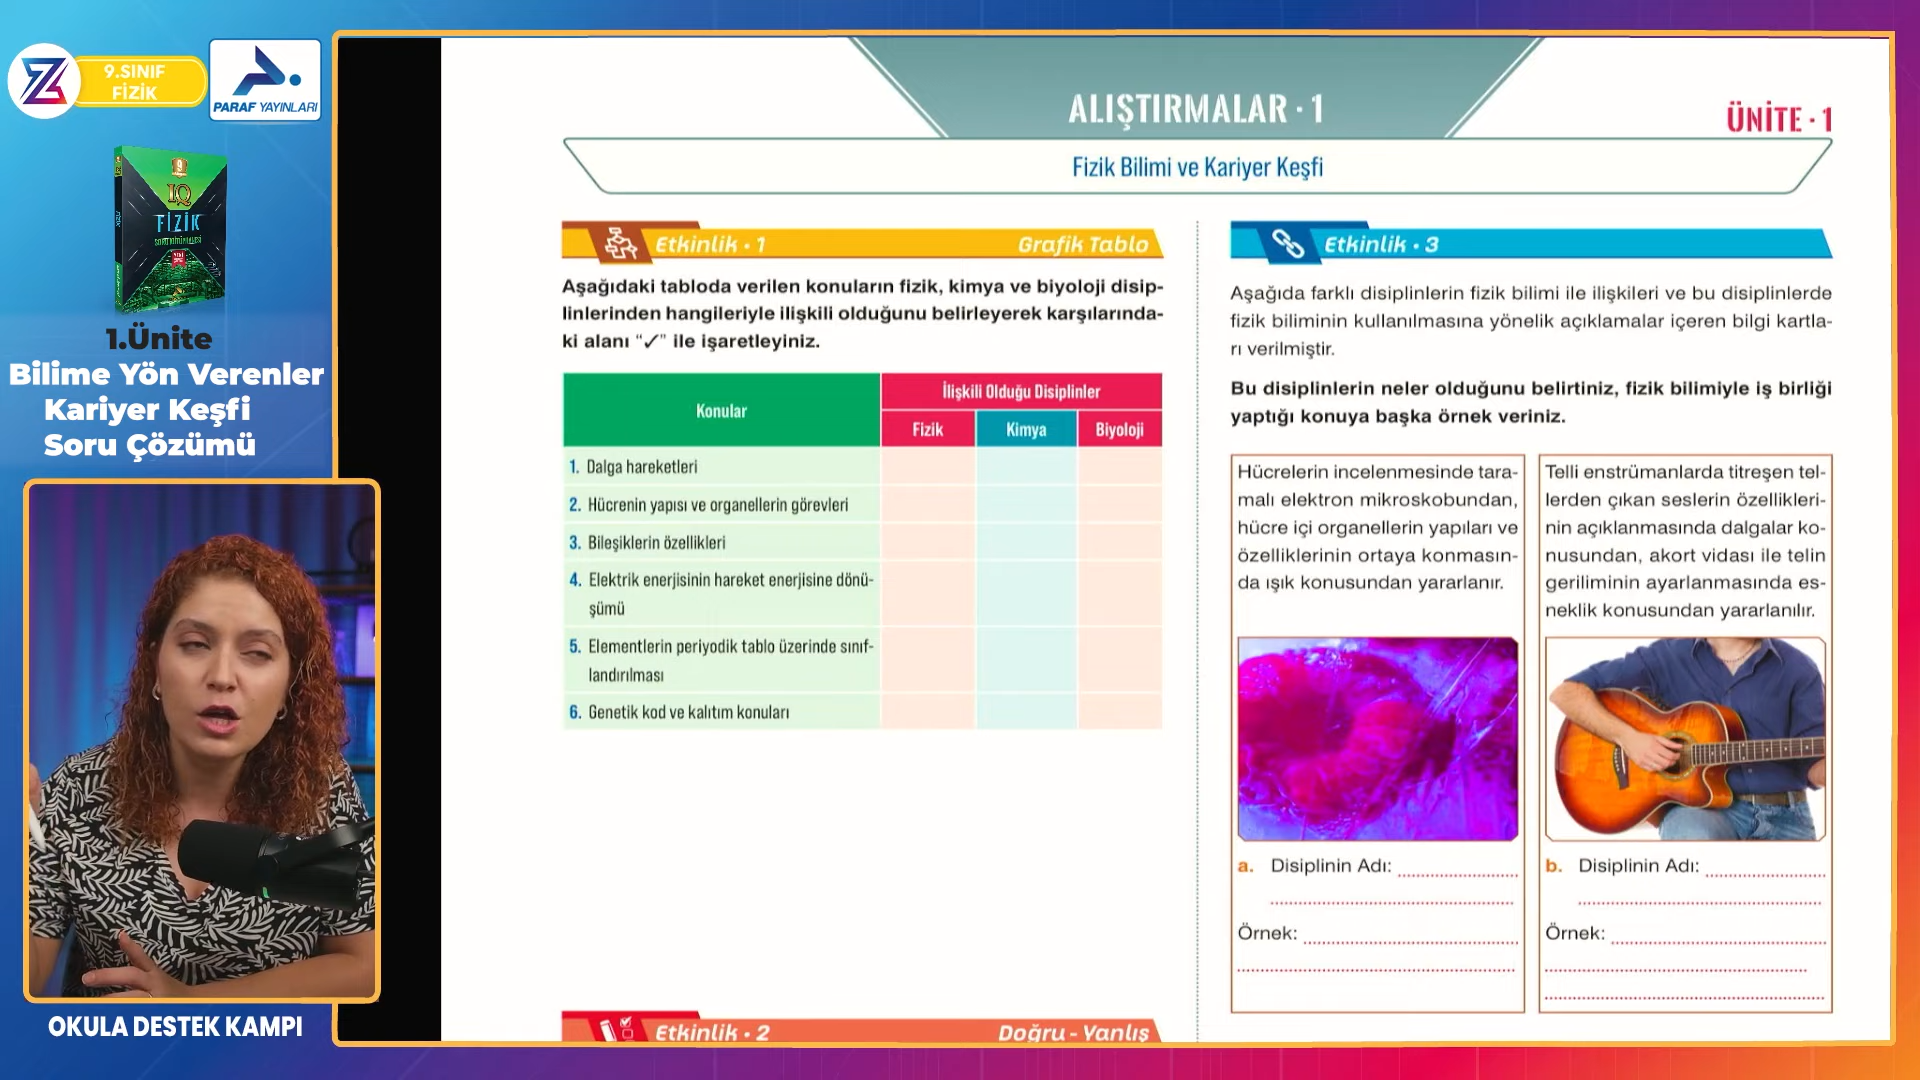 9.SINIF
FİZİK
PARAF YAYINLARI
9
IQ
FİZİK
1.Ünite
Bilime Yön Verenler
Kariyer Keşfi
Soru Çözümü
OKULA DESTEK KAMPI
ALIŞTIRMALAR · 1
ÜNİTE · 1
Fizik Bilimi ve Kariyer Keşfi
Etkinlik · 1
Grafik Tablo
Aşağıdaki tabloda verilen konuların fizik, kimya ve biyoloji disip-
linlerinden hangileriyle ilişkili olduğunu belirleyerek karşılarında-
ki alanı “✓” ile işaretleyiniz.
Konular
İlişkili Olduğu Disiplinler
Fizik
Kimya
Biyoloji
1. Dalga hareketleri
2. Hücrenin yapısı ve organellerin görevleri
3. Bileşiklerin özellikleri
4. Elektrik enerjisinin hareket enerjisine dönü-
şümü
5. Elementlerin periyodik tablo üzerinde sınıf-
landırılması
6. Genetik kod ve kalıtım konuları
Etkinlik · 2
Doğru - Yanlış
Etkinlik · 3
Aşağıda farklı disiplinlerin fizik bilimi ile ilişkileri ve bu disiplinlerde
fizik biliminin kullanılmasına yönelik açıklamalar içeren bilgi kartla-
rı verilmiştir.
Bu disiplinlerin neler olduğunu belirtiniz, fizik bilimiyle iş birliği
yaptığı konuya başka örnek veriniz.
Hücrelerin incelenmesinde tara-
malı elektron mikroskobundan,
hücre içi organellerin yapıları ve
özelliklerinin ortaya konmasın-
da ışık konusundan yararlanır.
a. Disiplinin Adı:
Örnek:
Telli enstrümanlarda titreşen tel-
lerden çıkan seslerin özellikleri-
nin açıklanmasında dalgalar ko-
nusundan, akort vidası ile telin
geriliminin ayarlanmasında es-
neklik konusundan yararlanılır.
b. Disiplinin Adı:
Örnek: